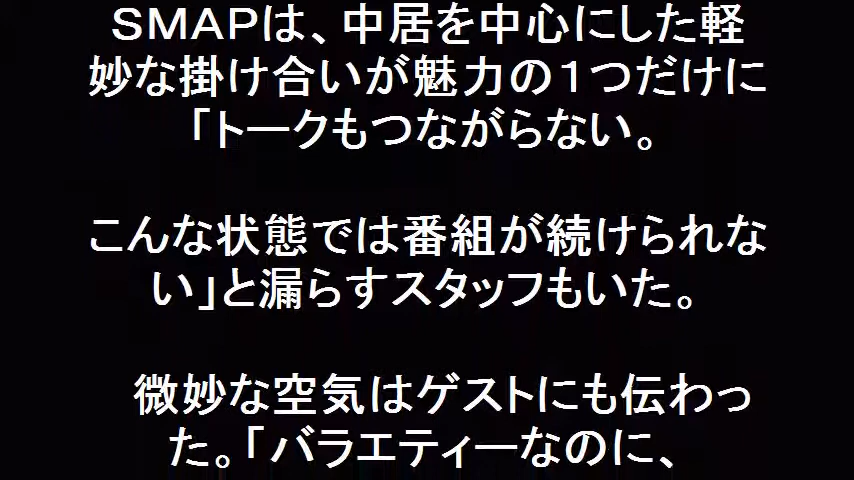 ＳＭＡＰは、中居を中心にした軽
妙な掛け合いが魅力の１つだけに
「トークもつながらない。
こんな状態では番組が続けられな
い」と漏らすスタッフもいた。
微妙な空気はゲストにも伝わっ
た。「バラエティーなのに、